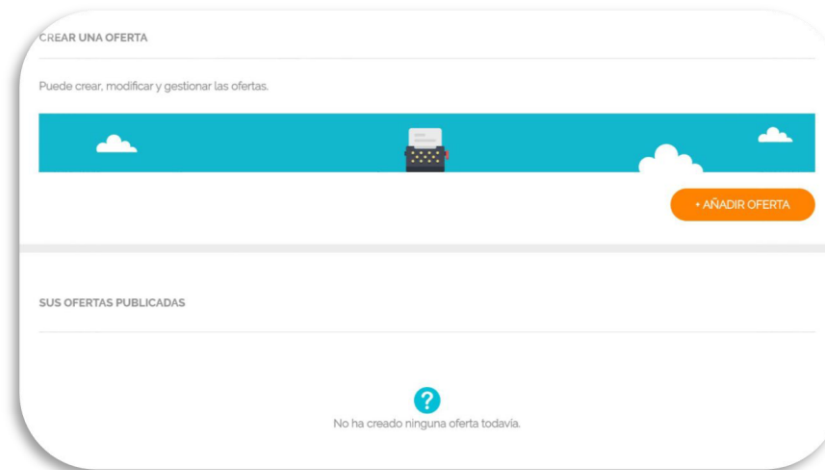 CREAR UNA OFERTA
Puede crear, modificar y gestionar las ofertas.
+ AÑADIR OFERTA
SUS OFERTAS PUBLICADAS
?
No ha creado ninguna oferta todavía.